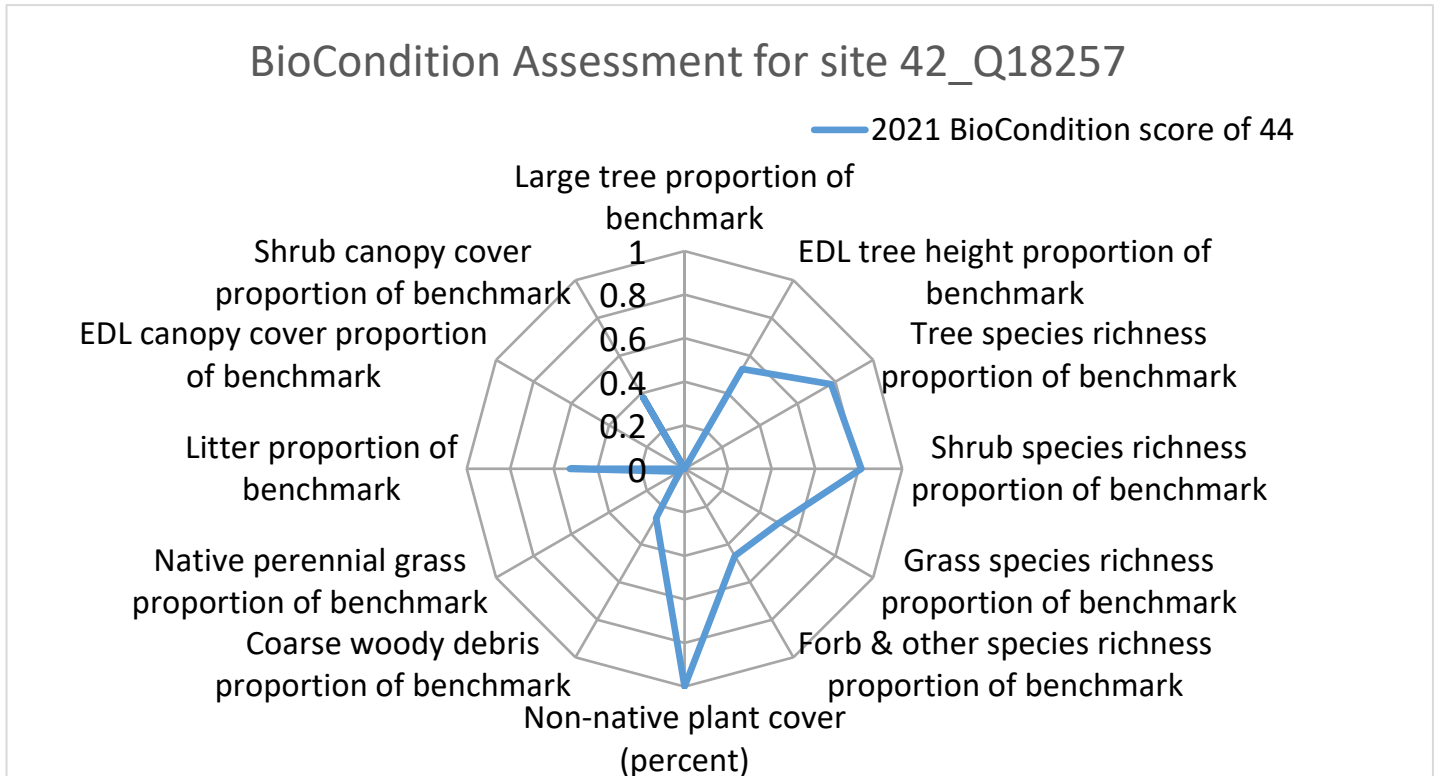 BioCondition Assessment for site 42_Q18257
2021 BioCondition score of 44
Large tree proportion of
benchmark
EDL tree height proportion of
benchmark
Tree species richness
proportion of benchmark
Shrub species richness
proportion of benchmark
Grass species richness
proportion of benchmark
Forb & other species richness
proportion of benchmark
Non-native plant cover
(percent)
Coarse woody debris
proportion of benchmark
Native perennial grass
proportion of benchmark
Litter proportion of
benchmark
EDL canopy cover proportion
of benchmark
Shrub canopy cover
proportion of benchmark
1
0.8
0.6
0.4
0.2
0